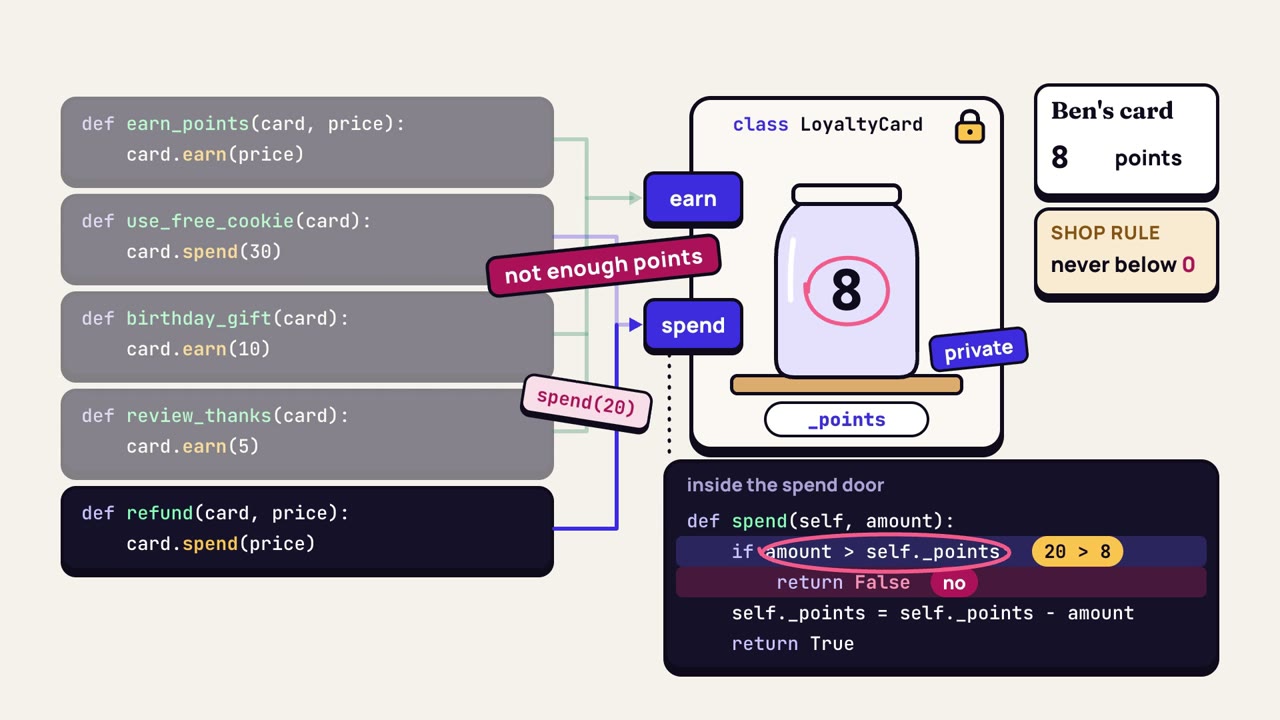 def earn_points(card, price):
    card.earn(price)
def use_free_cookie(card):
    card.spend(30)
def birthday_gift(card):
    card.earn(10)
def review_thanks(card):
    card.earn(5)
def refund(card, price):
    card.spend(price)
not enough points
spend(20)
class LoyaltyCard
earn
spend
8
private
_points
Ben's card
8 points
SHOP RULE
never below 0
inside the spend door
def spend(self, amount):
    if amount > self._points 20 > 8
        return False no
    self._points = self._points - amount
    return True